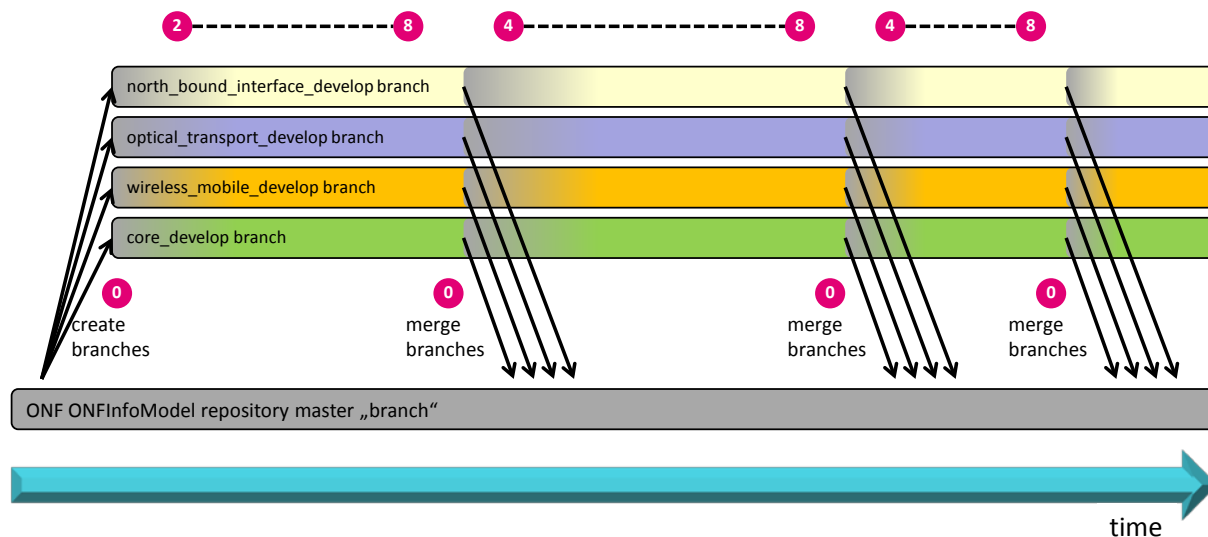 2 8 4 8 4 8
north_bound_interface_develop branch
optical_transport_develop branch
wireless_mobile_develop branch
core_develop branch
0 0 0 0
create merge merge merge
branches branches branches branches
ONF ONFInfoModel repository master „branch“
time